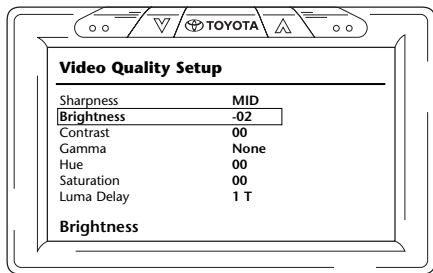 TOYOTA
Video Quality Setup
Sharpness MID
Brightness -02
Contrast 00
Gamma None
Hue 00
Saturation 00
Luma Delay 1 T
Brightness